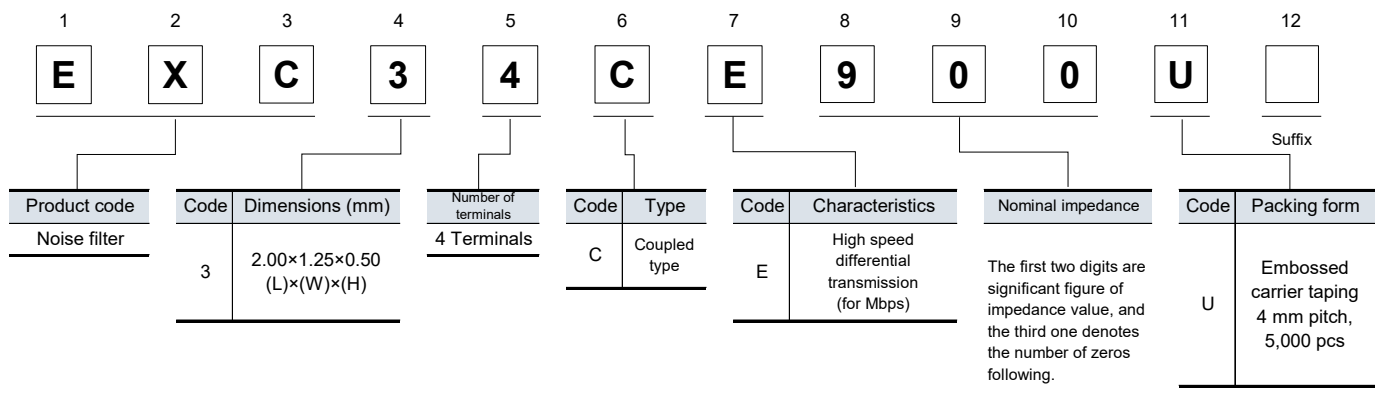 1 2 3 4 5 6 7 8 9 10 11 12
E X C 3 4 C E 9 0 0 U
Suffix
Product code
Noise filter
Code Dimensions (mm)
3
2.00×1.25×0.50
(L)×(W)×(H)
Number of
terminals
4 Terminals
Code Type
C
Coupled
type
Code Characteristics
E
High speed
differential
transmission
(for Mbps)
Nominal impedance
The first two digits are
significant figure of
impedance value, and
the third one denotes
the number of zeros
following.
Code Packing form
U
Embossed
carrier taping
4 mm pitch,
5,000 pcs